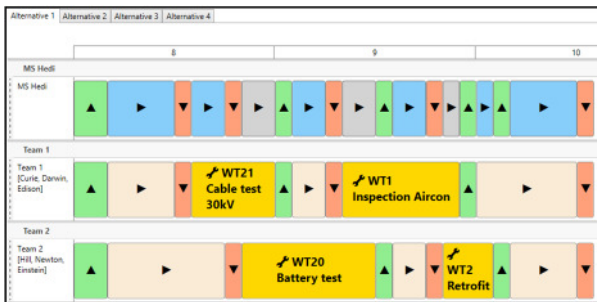 Alternative 1 Alternative 2 Alternative 3 Alternative 4
8 9 10
MS Hedi
MS Hedi
Team 1
Team 1
[Curie, Darwin,
Edison]
WT21
Cable test
30kV
WT1
Inspection Aircon
Team 2
Team 2
[Hill, Newton,
Einstein]
WT20
Battery test
WT2
Retrofit